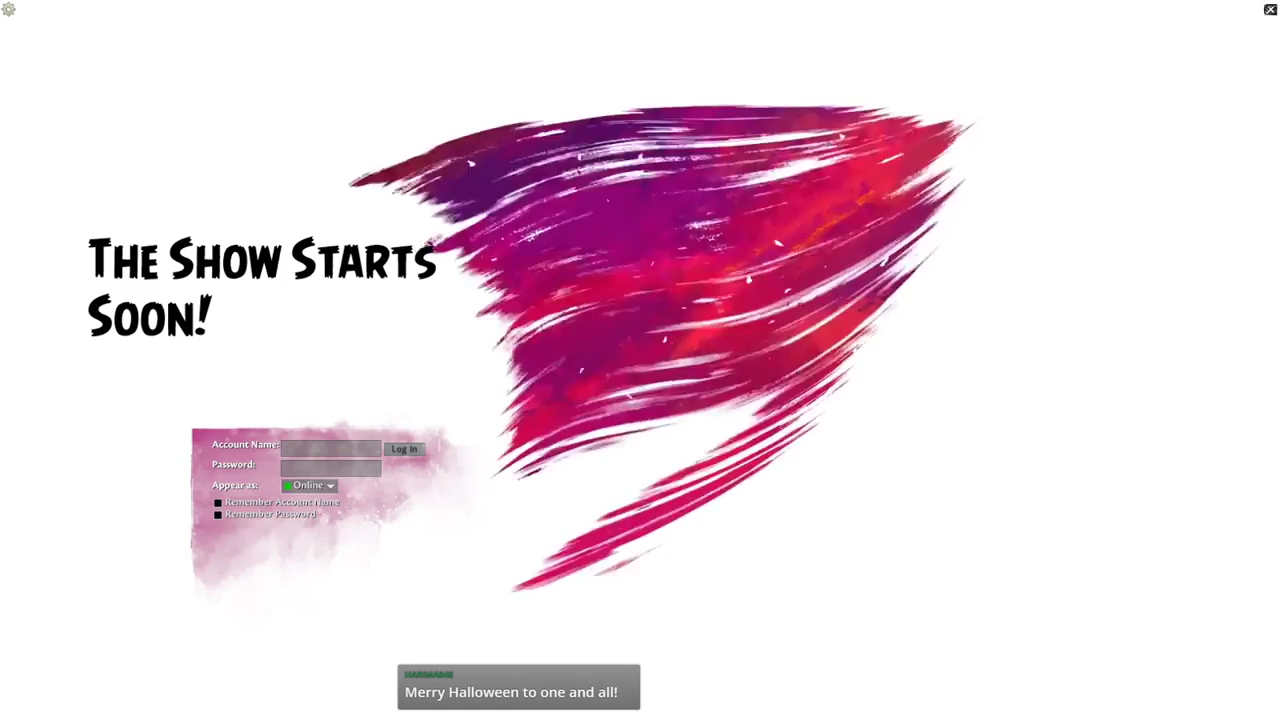 The Show Starts
Soon!
Account Name:
Log In
Password:
Appear as:
Online
Remember Account Name
Remember Password
Merry Halloween to one and all!